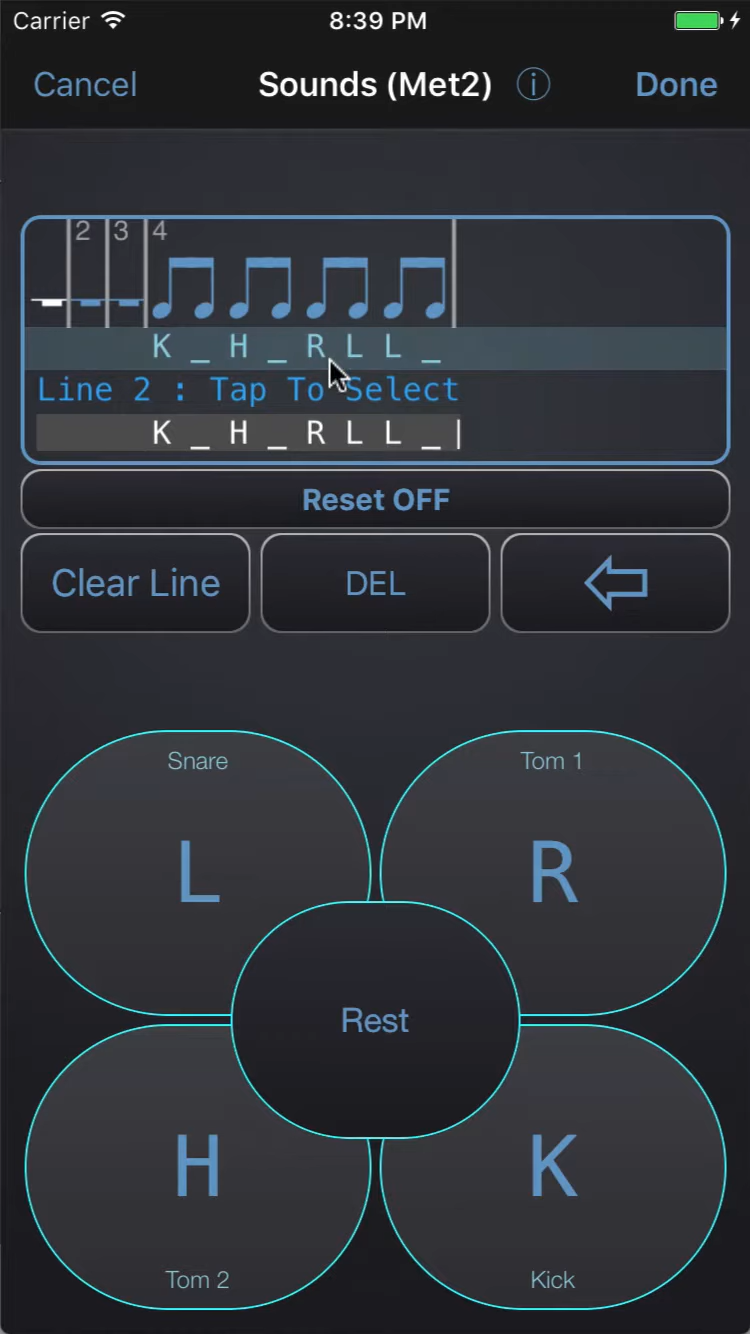 Carrier 8:39 PM
Cancel Sounds (Met2) i Done
2 3 4
K _ H _ R L L _
Line 2 : Tap To Select
K _ H _ R L L _
Reset OFF
Clear Line DEL
Snare Tom 1
L R
Rest
H K
Tom 2 Kick